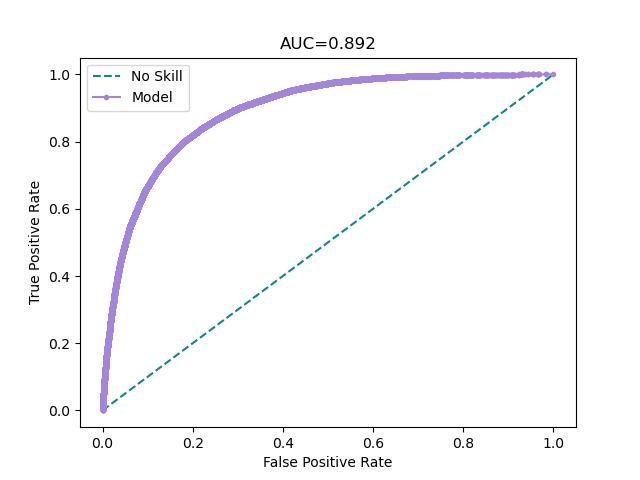 AUC=0.892
No Skill
Model
True Positive Rate
1.0
0.8
0.6
0.4
0.2
0.0
0.0 0.2 0.4 0.6 0.8 1.0
False Positive Rate